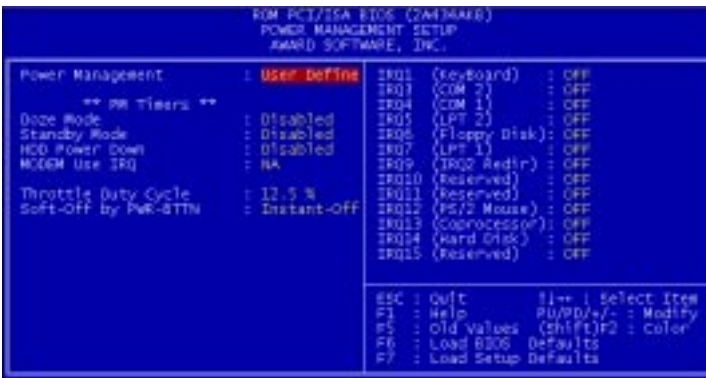 ROM PCI/ISA BIOS (2A434AKB)
POWER MANAGEMENT SETUP
AWARD SOFTWARE, INC.
Power Management : User Define
** PM Timers **
Doze Mode : Disabled
Standby Mode : Disabled
HDD Power Down : Disabled
MODEM Use IRQ : NA
Throttle Duty Cycle : 12.5 %
Soft-Off by PWR-BTTN : Instant-Off
IRQ1 (KeyBoard) : OFF
IRQ3 (COM 2) : OFF
IRQ4 (COM 1) : OFF
IRQ5 (LPT 2) : OFF
IRQ6 (Floppy Disk): OFF
IRQ7 (LPT 1) : OFF
IRQ9 (IRQ2 Redir) : OFF
IRQ10 (Reserved) : OFF
IRQ11 (Reserved) : OFF
IRQ12 (PS/2 Mouse) : OFF
IRQ13 (Coprocessor): OFF
IRQ14 (Hard Disk) : OFF
IRQ15 (Reserved) : OFF
ESC : Quit ↑↓→← : Select Item
F1 : Help PU/PD/+/- : Modify
F5 : Old Values (Shift)F2 : Color
F6 : Load BIOS Defaults
F7 : Load Setup Defaults